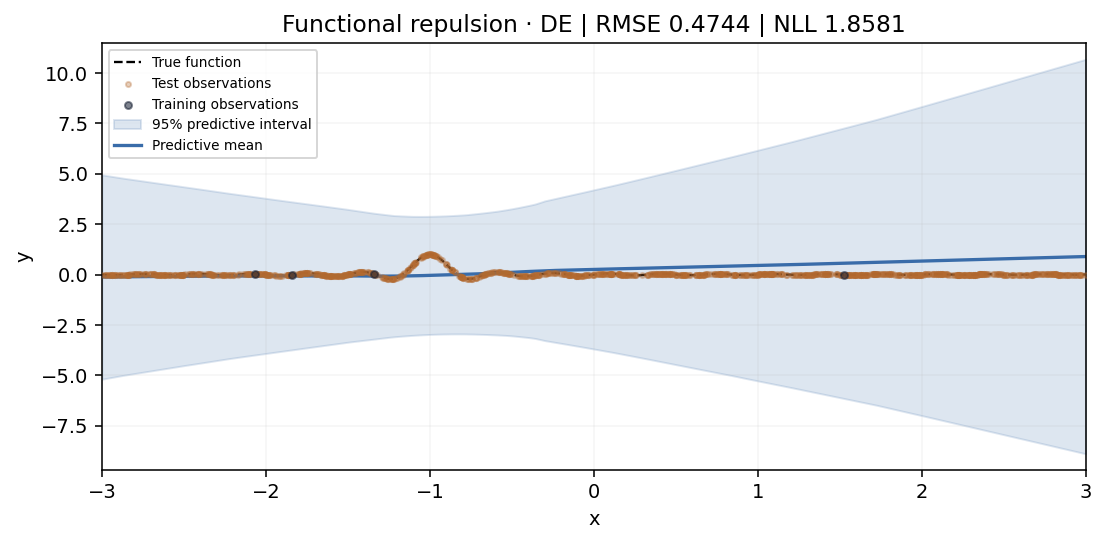 Functional repulsion · DE | RMSE 0.4744 | NLL 1.8581
True function
Test observations
Training observations
95% predictive interval
Predictive mean
10.0
7.5
5.0
2.5
0.0
−2.5
−5.0
−7.5
y
−3
−2
−1
0
1
2
3
x